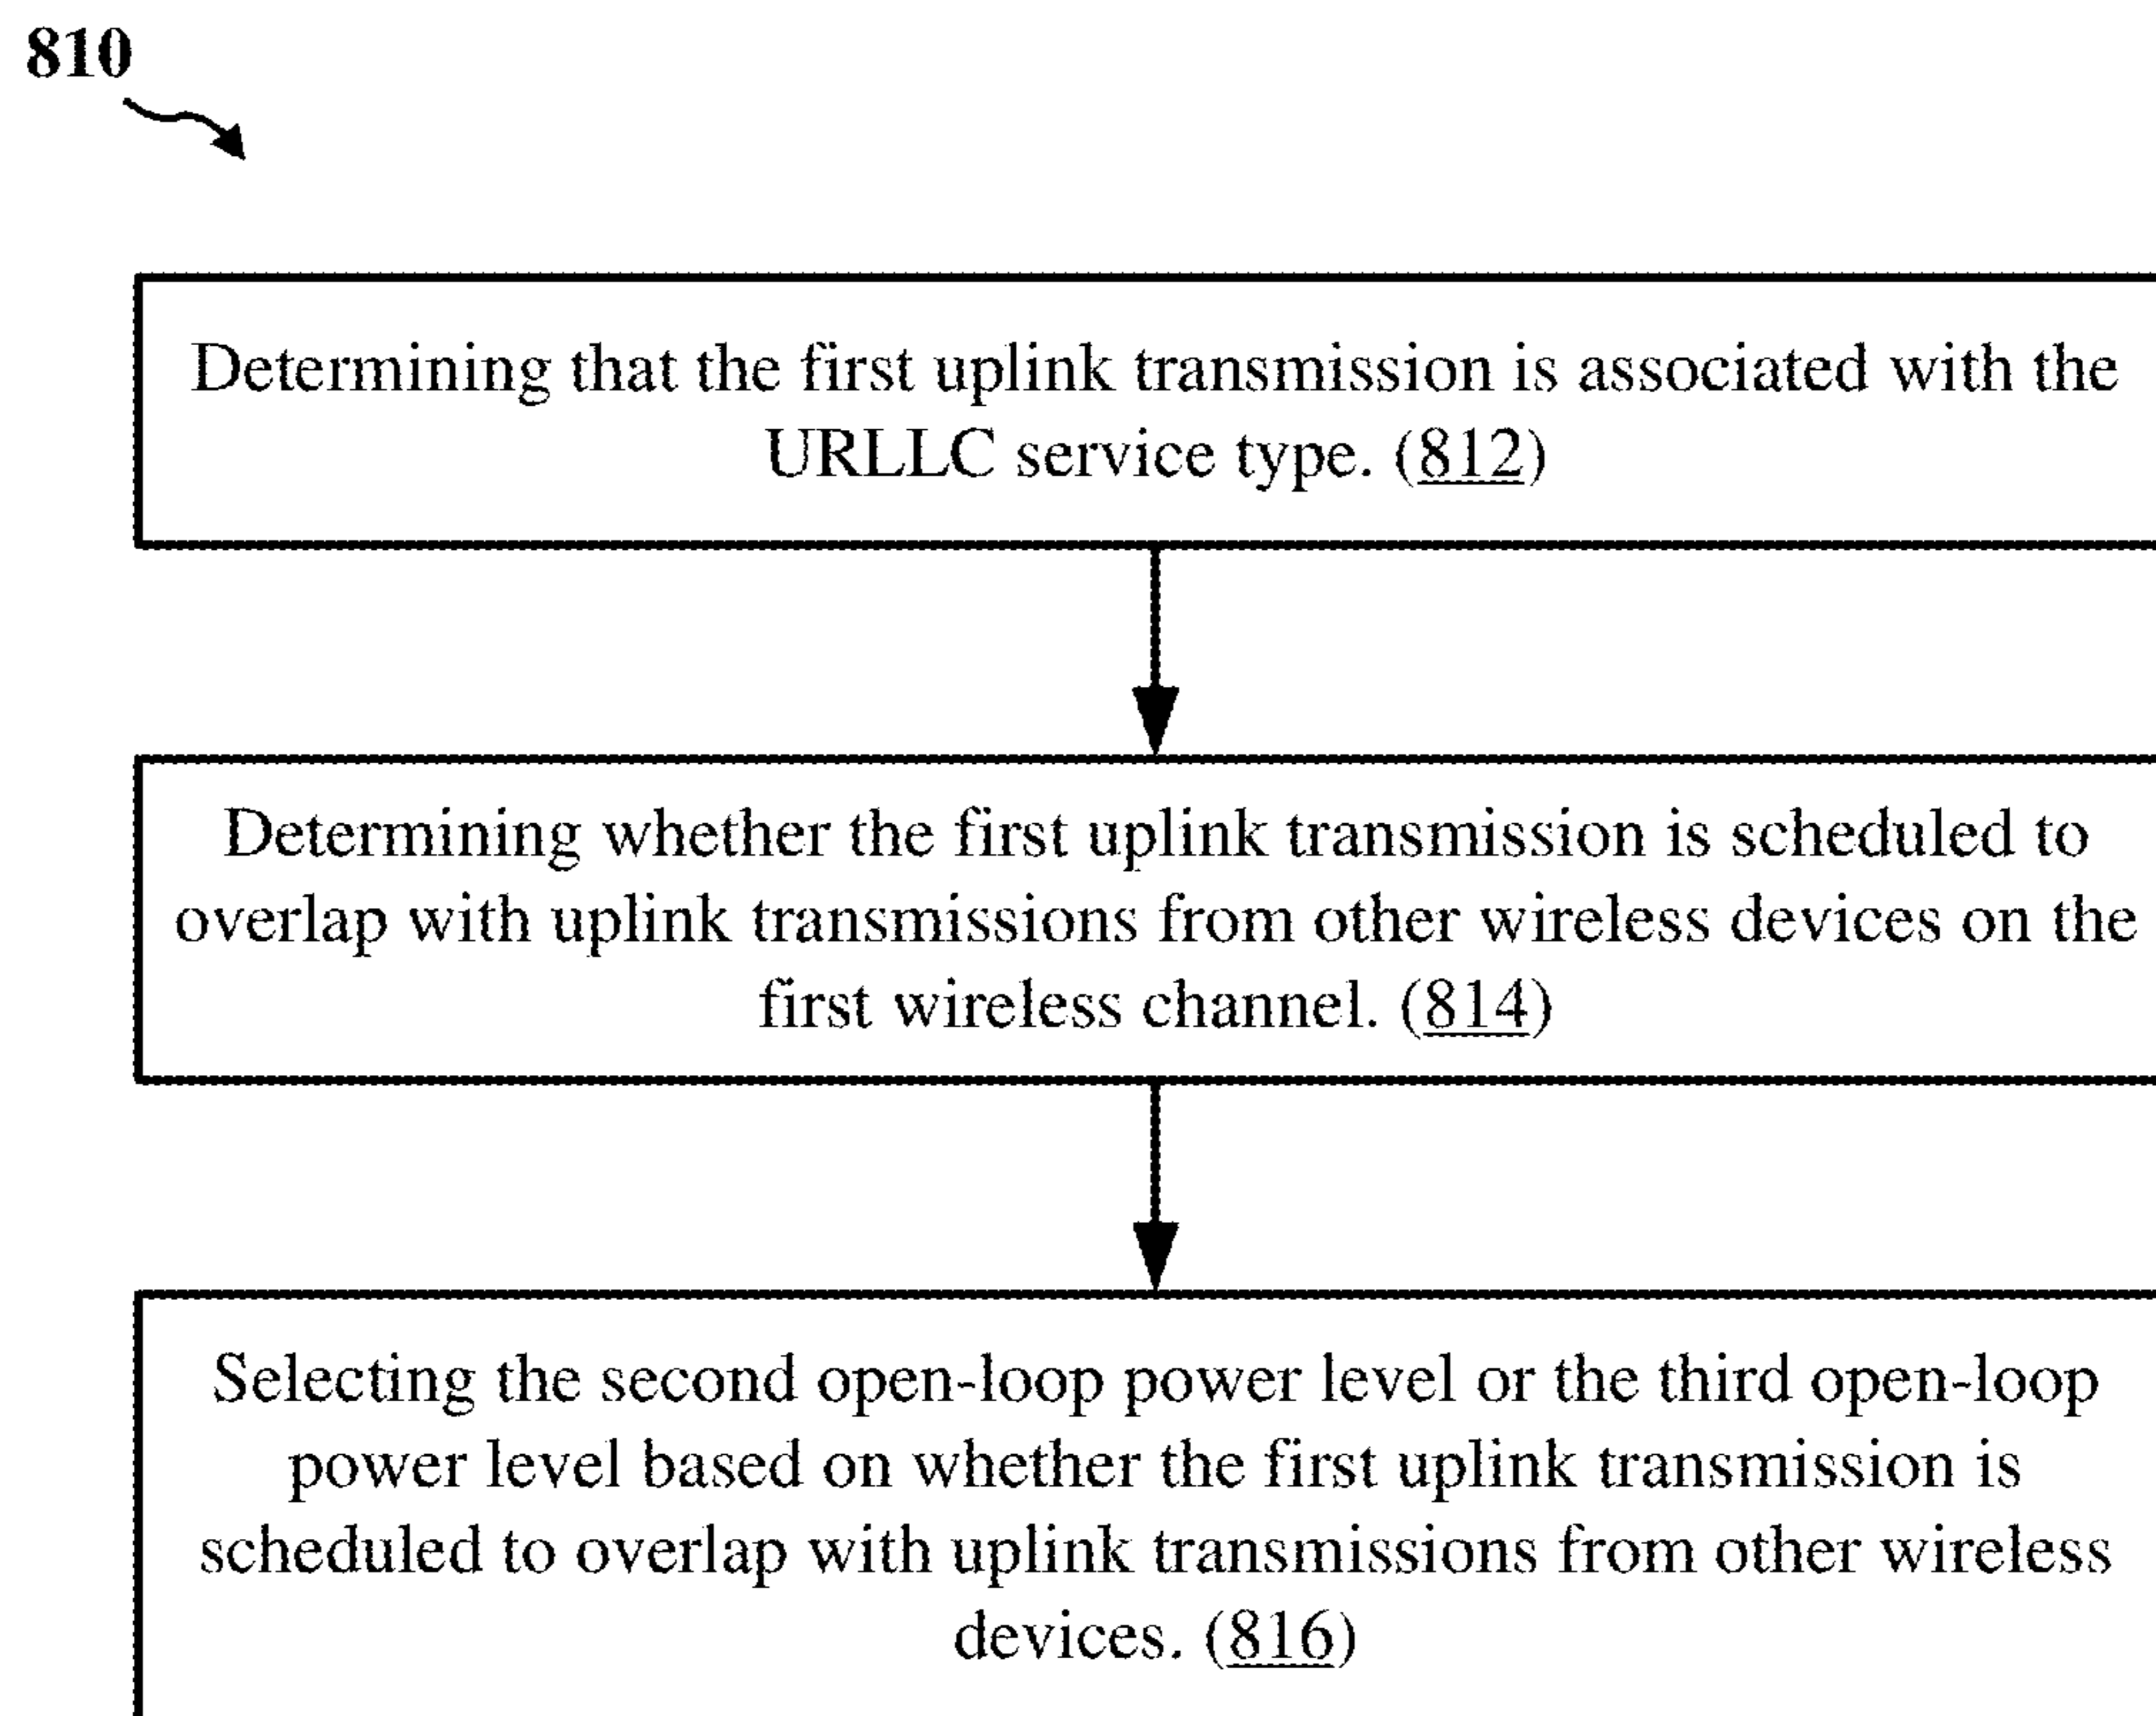 810
Determining that the first uplink transmission is associated with the
URLLC service type. (812)
Determining whether the first uplink transmission is scheduled to
overlap with uplink transmissions from other wireless devices on the
first wireless channel. (814)
Selecting the second open-loop power level or the third open-loop
power level based on whether the first uplink transmission is
scheduled to overlap with uplink transmissions from other wireless
devices. (816)